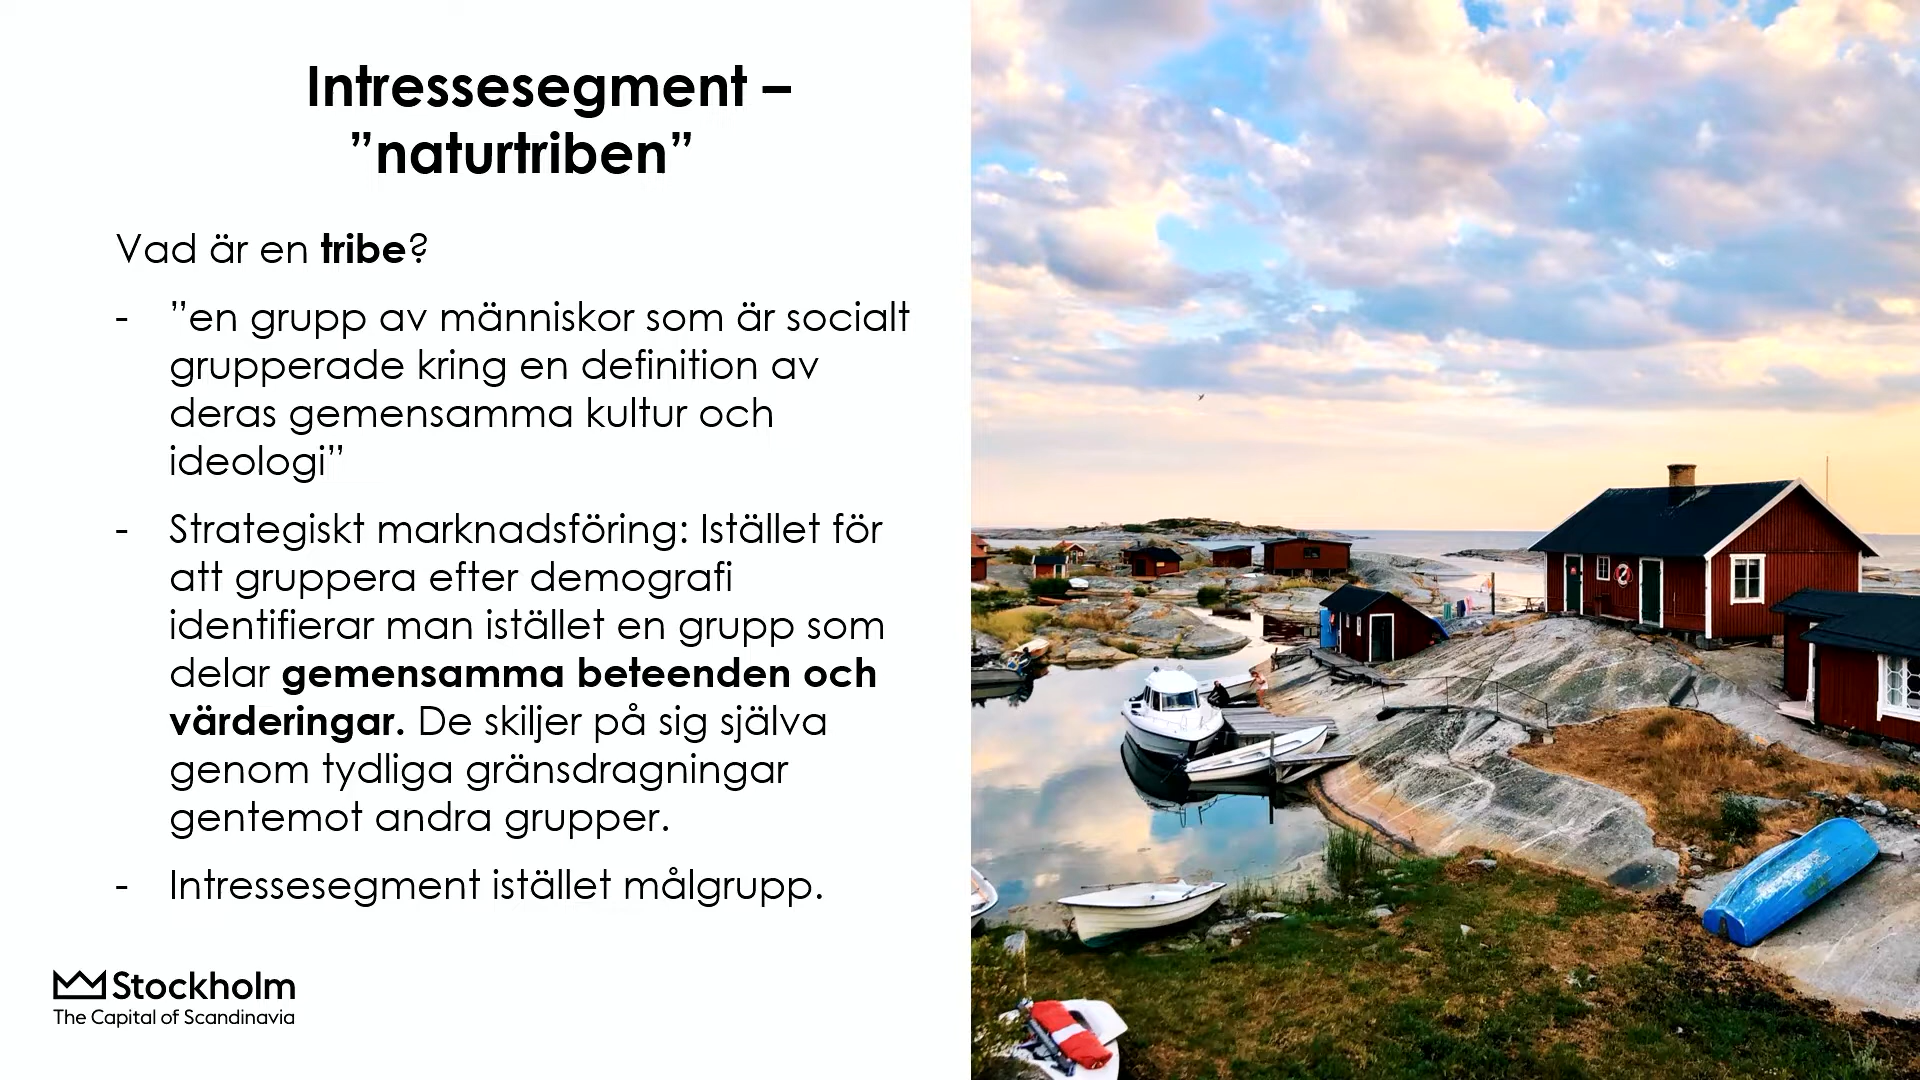 Intressesegment –
”naturtriben”
Vad är en tribe?
- ”en grupp av människor som är socialt
grupperade kring en definition av
deras gemensamma kultur och
ideologi”
- Strategiskt marknadsföring: Istället för
att gruppera efter demografi
identifierar man istället en grupp som
delar gemensamma beteenden och
värderingar. De skiljer på sig själva
genom tydliga gränsdragningar
gentemot andra grupper.
- Intressesegment istället målgrupp.
Stockholm
The Capital of Scandinavia